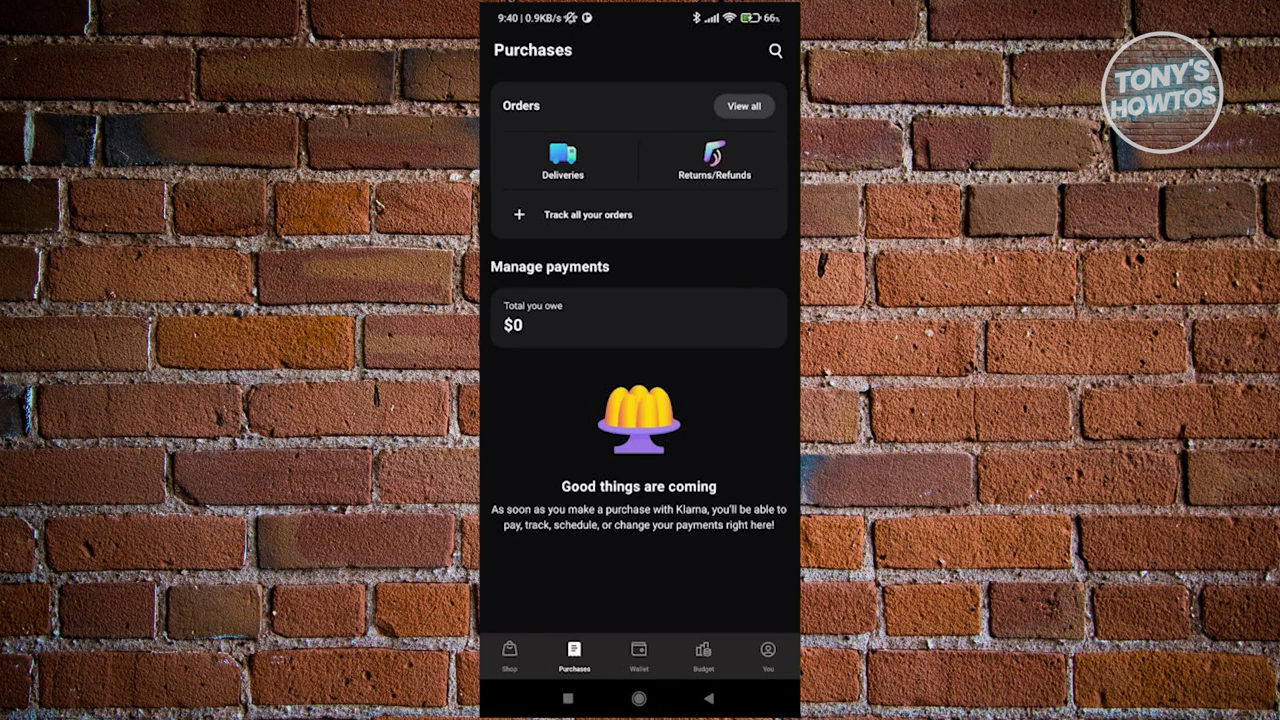 9:40 | 0.9KB/s
66%
TONY'S
HOWTOS
Purchases
Orders
View all
Deliveries
Returns/Refunds
+ Track all your orders
Manage payments
Total you owe
$0
Good things are coming
As soon as you make a purchase with Klarna, you'll be able to
pay, track, schedule, or change your payments right here!
Shop
Purchases
Wallet
Budget
You